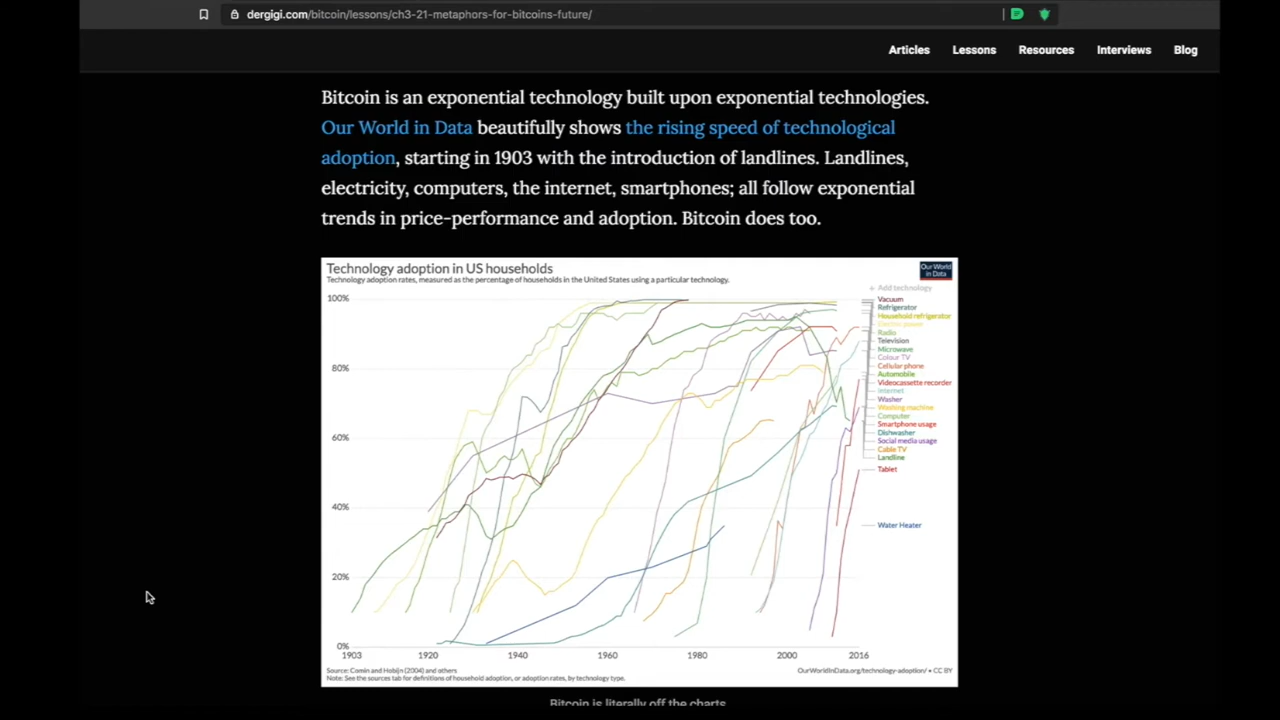 dergigi.com/bitcoin/lessons/ch3-21-metaphors-for-bitcoins-future/
Articles Lessons Resources Interviews Blog
Bitcoin is an exponential technology built upon exponential technologies.
Our World in Data beautifully shows the rising speed of technological
adoption, starting in 1903 with the introduction of landlines. Landlines,
electricity, computers, the internet, smartphones; all follow exponential
trends in price-performance and adoption. Bitcoin does too.
Technology adoption in US households
Technology adoption rates, measured as the percentage of households in the United States using a particular technology.
Our World
in Data
+ Add technology
100%
80%
60%
40%
20%
0%
Vacuum
Refrigerator
Household refrigerator
Electric power
Radio
Television
Microwave
Colour TV
Cellular phone
Automobile
Videocassette recorder
Internet
Washer
Washing machine
Computer
Smartphone usage
Dishwasher
Social media usage
Cable TV
Landline
Tablet
Water Heater
1903 1920 1940 1960 1980 2000 2016
Source: Comin and Hobijn (2004) and others
OurWorldInData.org/technology-adoption/ • CC BY
Note: See the sources tab for definitions of household adoption, or adoption rates, by technology type.
Bitcoin is literally off the charts.